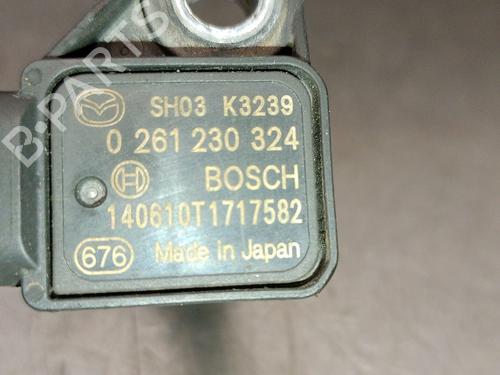 B-PARTS
SH03 K3239
0 261 230 324
BOSCH
140610T1717582
676 Made in Japan